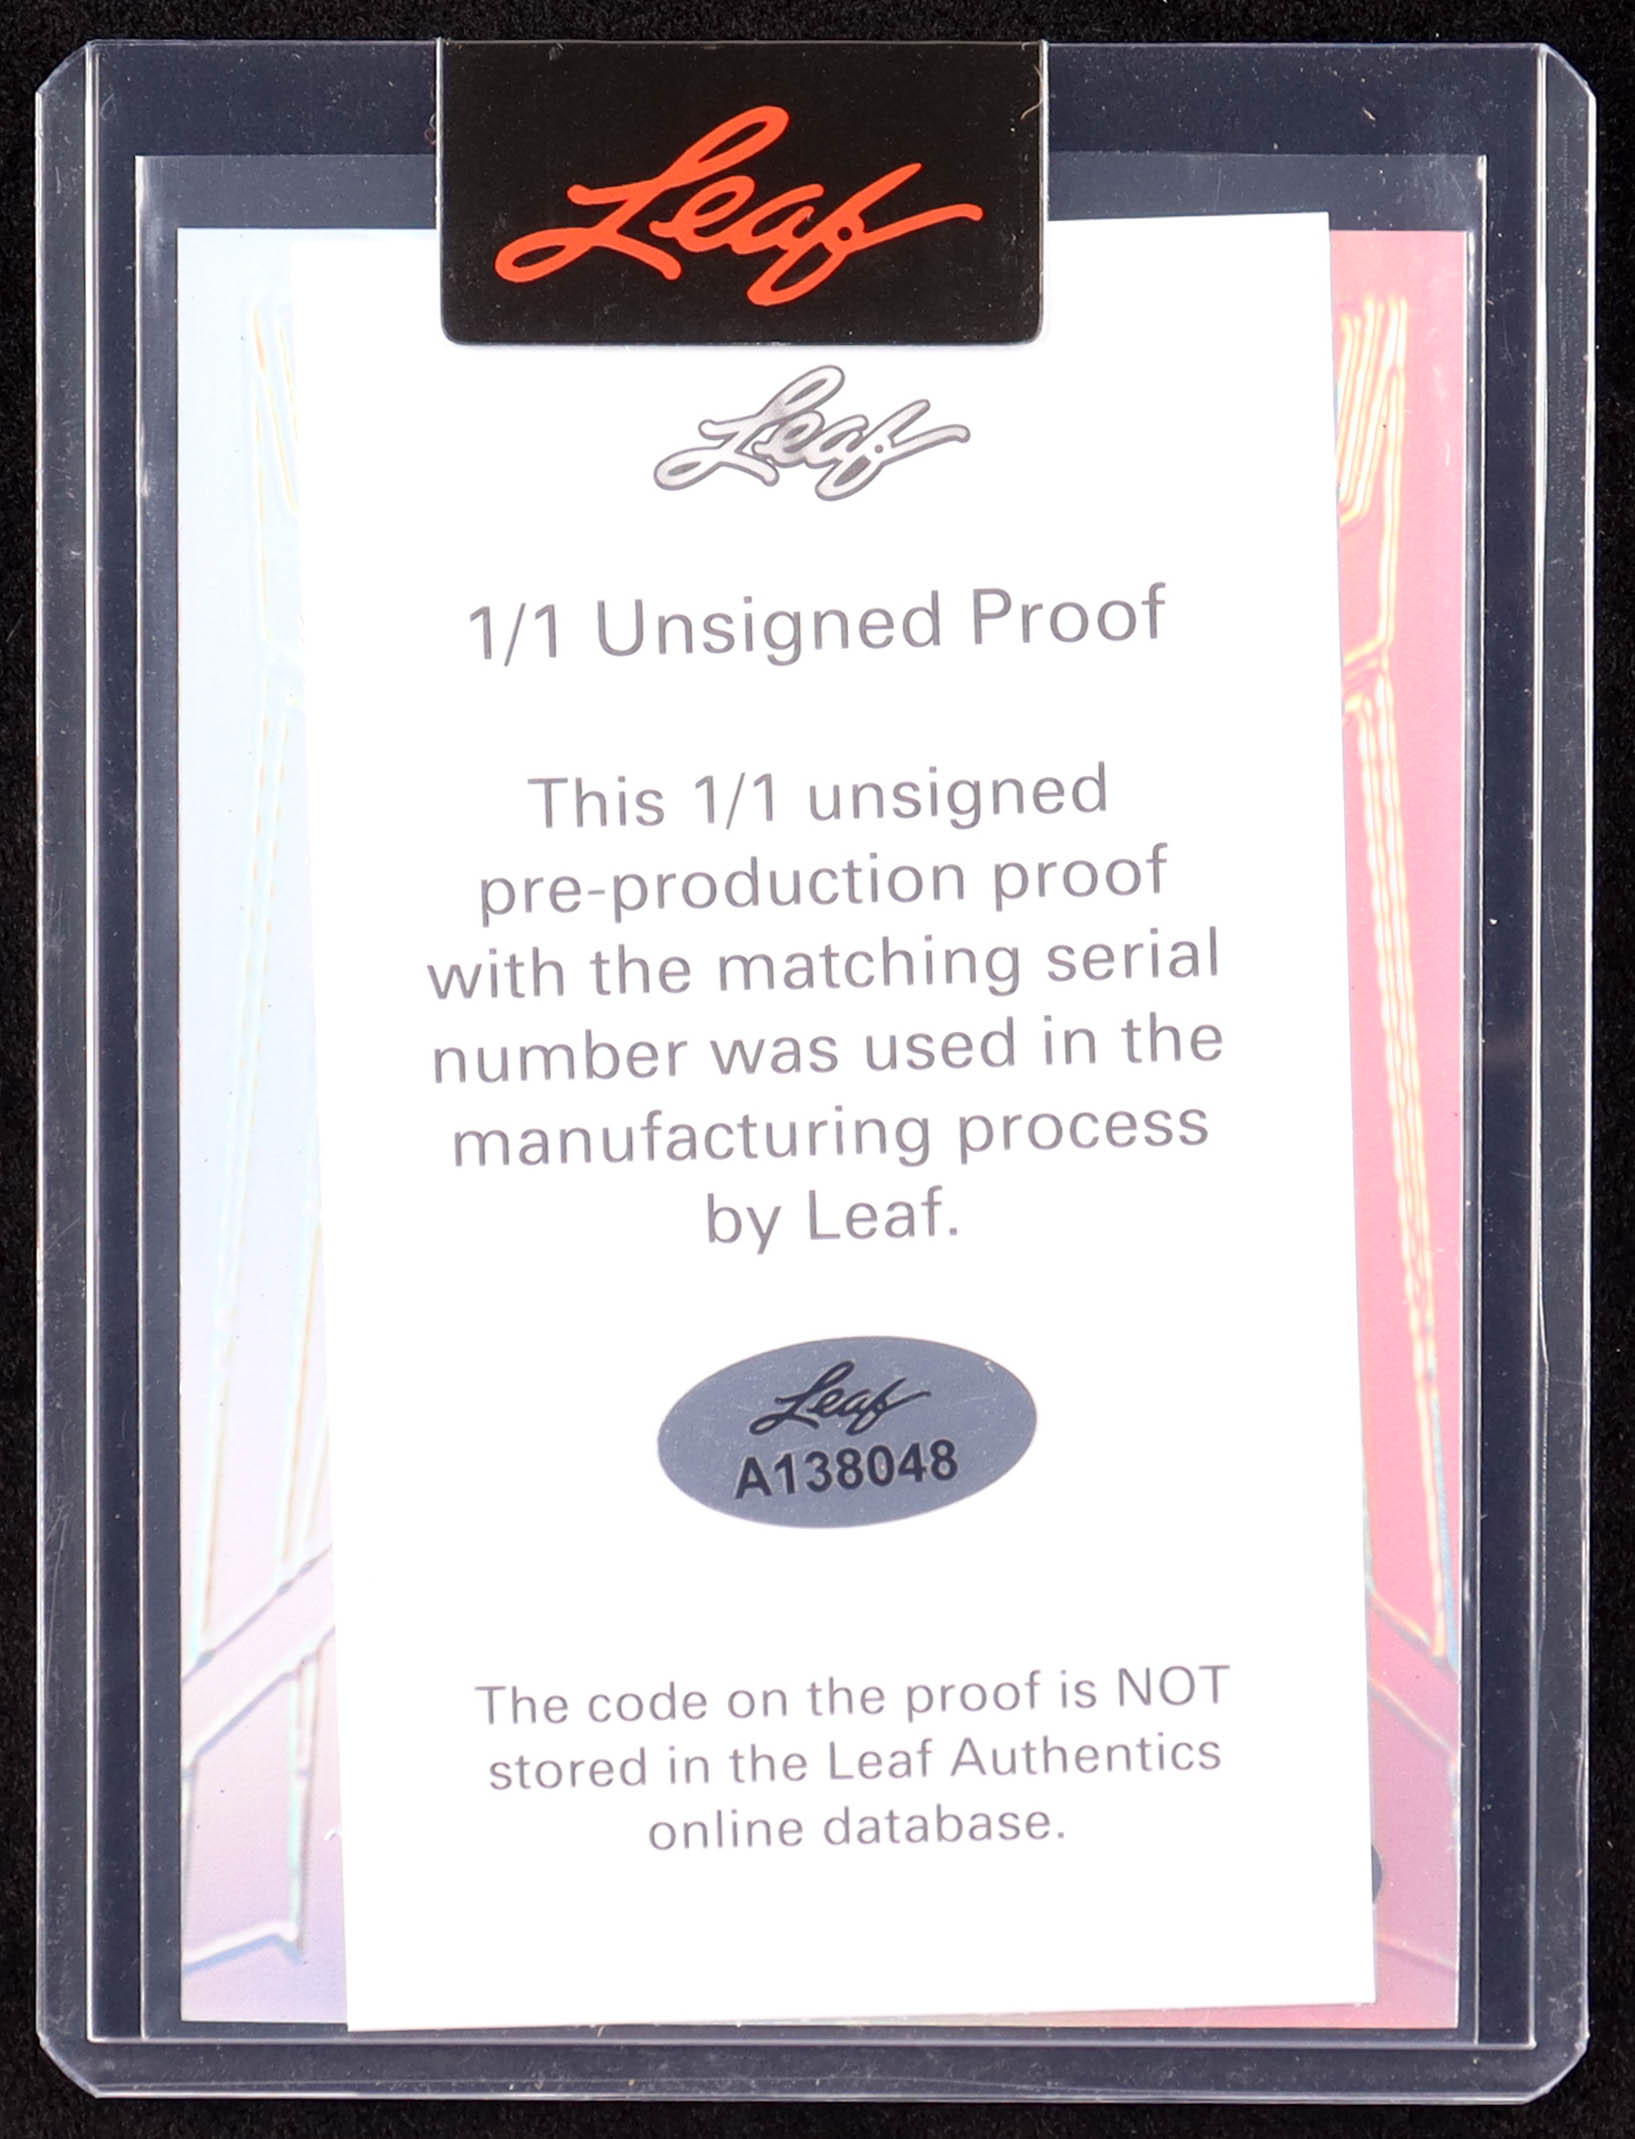 Leaf
Leaf
1/1 Unsigned Proof
This 1/1 unsigned
pre-production proof
with the matching serial
number was used in the
manufacturing process
by Leaf.
Leaf
A138048
The code on the proof is NOT
stored in the Leaf Authentics
online database.